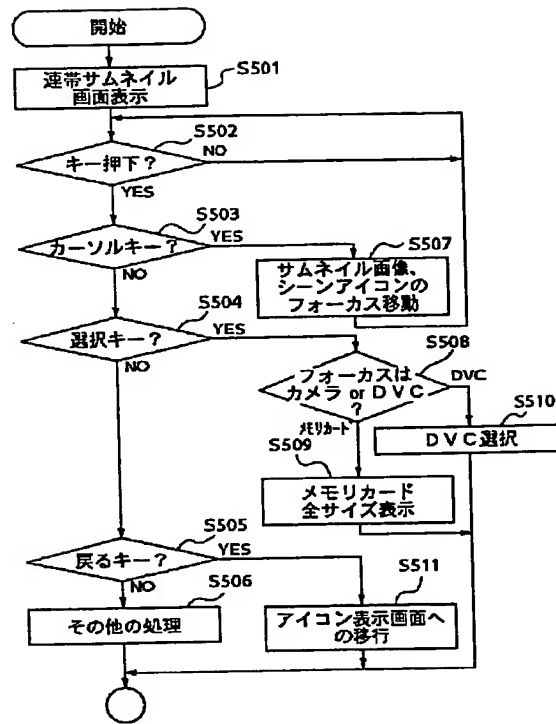 開始
連帯サムネイル
画面表示
S501
S502
キー押下?
NO
YES
S503
カーソルキー?
YES
NO
S507
サムネイル画像、
シーンアイコンの
フォーカス移動
S504
選択キー?
YES
NO
S508
フォーカスは
カメラ or DVC
?
DVC
メモリカード
S510
DVC選択
S509
メモリカード
全サイズ表示
S505
戻るキー?
YES
NO
S506
その他の処理
S511
アイコン表示画面へ
の移行